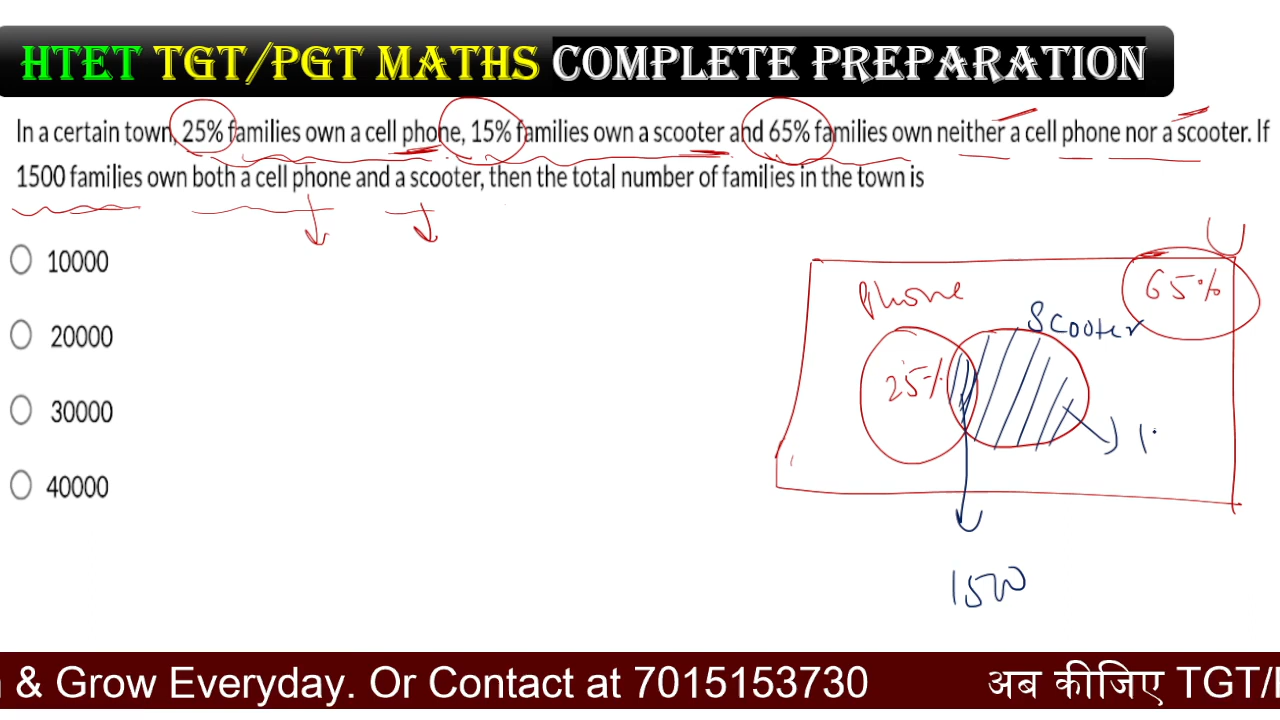 HTET TGT/PGT MATHS COMPLETE PREPARATION
In a certain town, 25% families own a cell phone, 15% families own a scooter and 65% families own neither a cell phone nor a scooter. If
1500 families own both a cell phone and a scooter, then the total number of families in the town is
10000
20000
30000
40000
U
65%
Phone
Scooter
25%
1500
& Grow Everyday. Or Contact at 7015153730 अब कीजिए TGT/